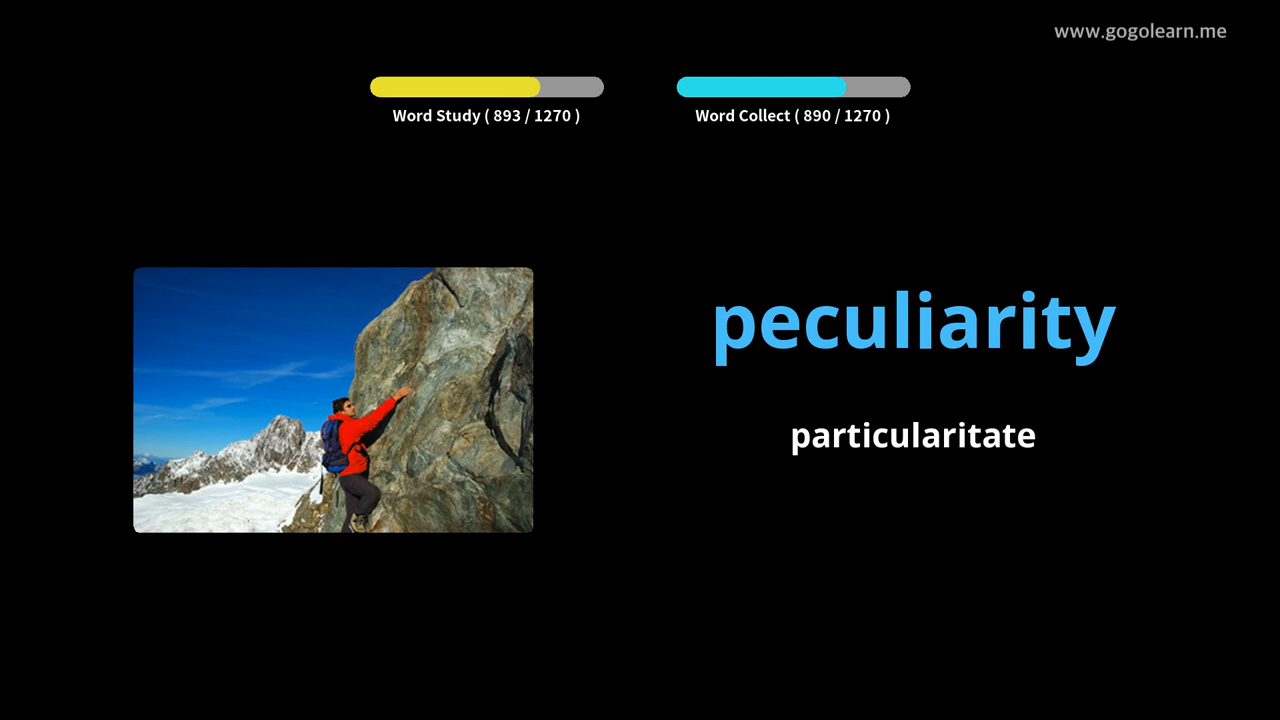 www.gogolearn.me
Word Study ( 893 / 1270 )
Word Collect ( 890 / 1270 )
peculiarity
particularitate